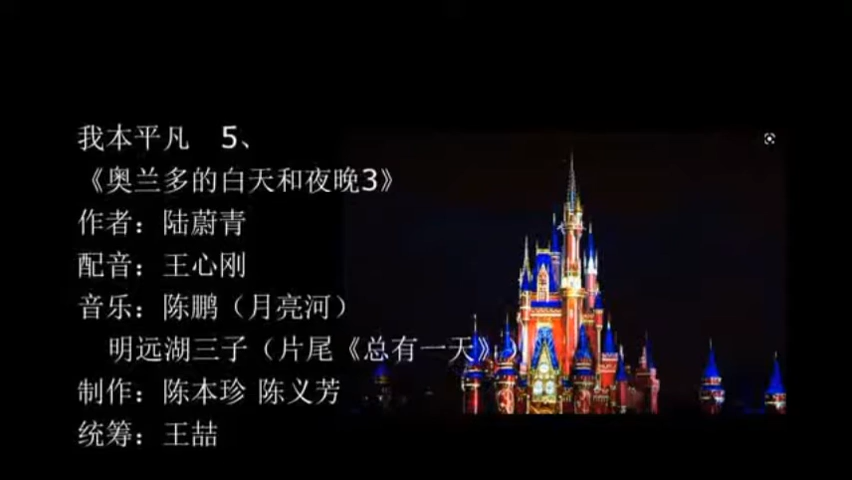 我本平凡　5、
《奥兰多的白天和夜晚3》
作者：陆蔚青
配音：王心刚
音乐：陈鹏（月亮河）
明远湖三子（片尾《总有一天》）
制作：陈本珍 陈义芳
统筹：王喆